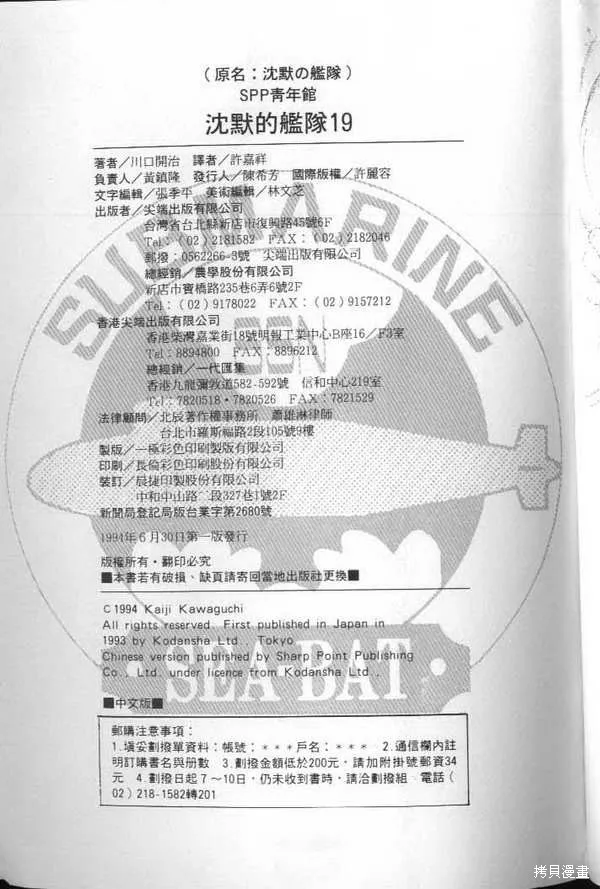 （原名：沈默の艦隊）
SPP青年館
沈默的艦隊19
著者／川口開治　譯者／許嘉祥
負責人／黃鎮隆　發行人／陳希芳　國際版權／許麗容
文字編輯／張季平　美術編輯／林文芝
出版者／尖端出版有限公司
台灣省台北縣新店市復興路45號6F
Tel：（02）2181582　FAX：（02）2182046
郵撥：0562266-3號　尖端出版有限公司
總經銷／農學股份有限公司
新店市寶橋路235巷6弄6號2F
Tel：（02）9178022　FAX：（02）9157212
香港尖端出版有限公司
香港柴灣嘉業街18號明報工業中心B座16／F3室
Tel：8894800　FAX：8896212
總經銷／一代匯集
香港九龍彌敦道582-592號　信和中心219室
Tel：7820518・7820526　FAX：7821529
法律顧問／北辰著作權事務所　蕭雄淋律師
台北市羅斯福路2段105號9樓
製版／一極彩色印刷製版有限公司
印刷／長倫彩色印刷股份有限公司
裝訂／晨捷印製股份有限公司
中和中山路二段327巷1號2F
新聞局登記局版台業字第2680號
1994年6月30日第一版發行
版權所有・翻印必究
■本書若有破損、缺頁請寄回當地出版社更換■
©1994 Kaiji Kawaguchi
All rights reserved. First published in Japan in
1993 by Kodansha Ltd., Tokyo
Chinese version published by Sharp Point Publishing
Co., Ltd. under licence from Kodansha Ltd.,
■中文版■
郵購注意事項：
1.填妥劃撥單資料：帳號：＊＊＊戶名：＊＊＊　2.通信欄內註
明訂購書名與冊數　3.劃撥金額低於200元，請加附掛號郵資34
元　4.劃撥日起7～10日，仍未收到書時，請洽劃撥組　電話（
02）218-1582轉201
SUBMARINE
SSN
SEA BAT
拷貝漫畫